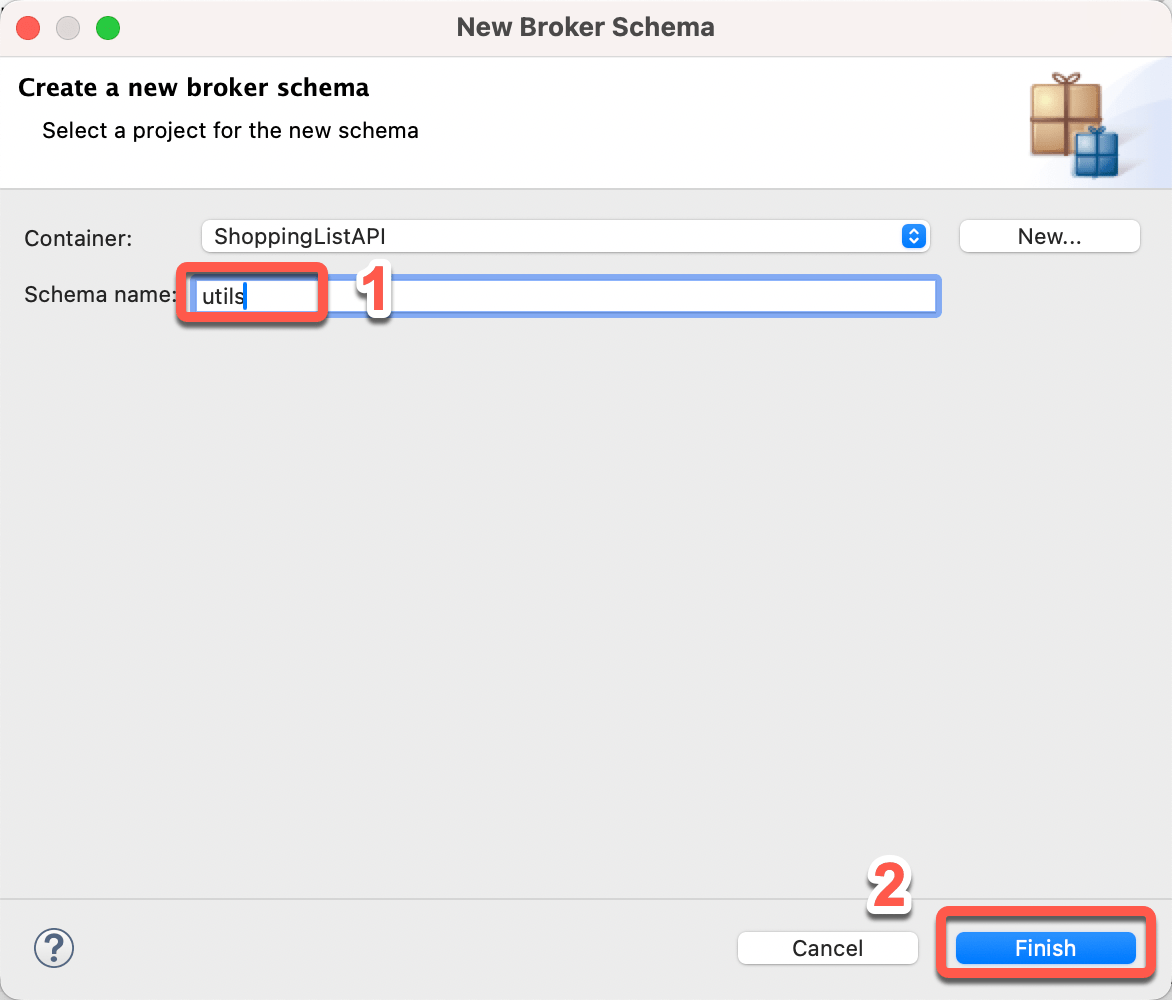 New Broker Schema
Create a new broker schema
Select a project for the new schema
Container: ShoppingListAPI New...
Schema name: utils 1
2
? Cancel Finish